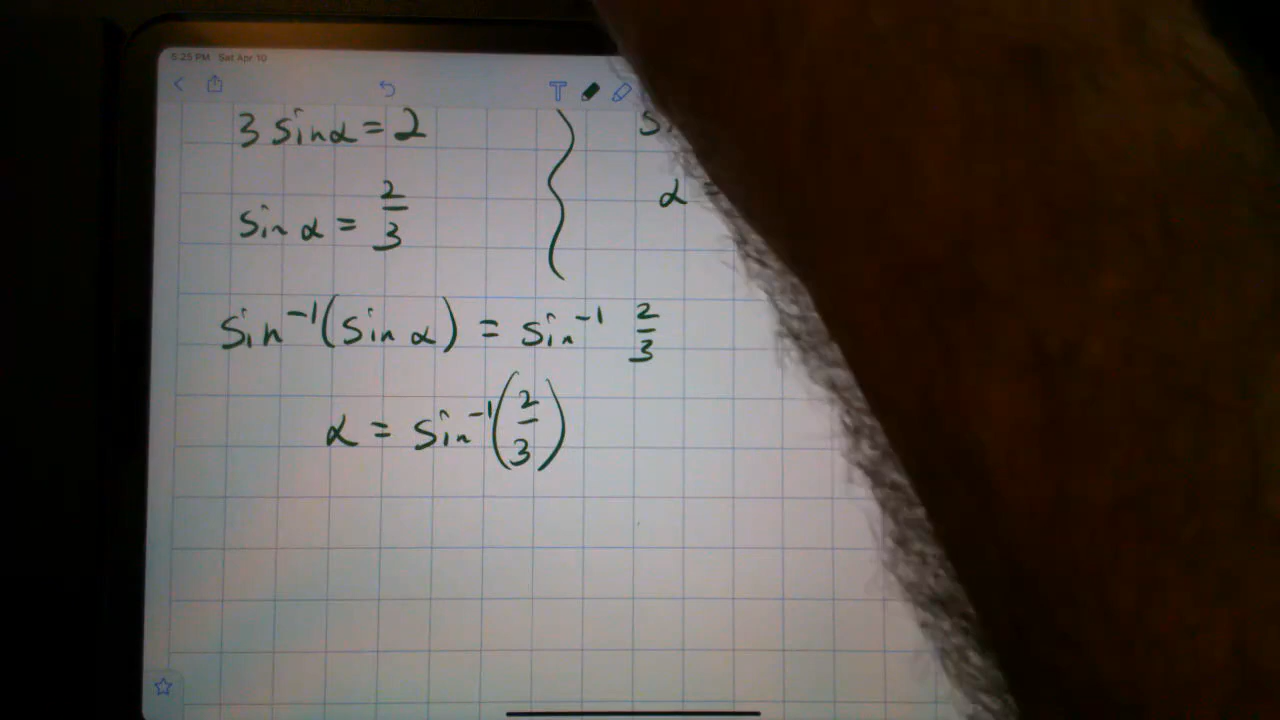 5:25 PM Sat Apr 10
T
3 sin α = 2
sin α = 2/3
sin⁻¹(sin α) = sin⁻¹ 2/3
α = sin⁻¹(2/3)
α =